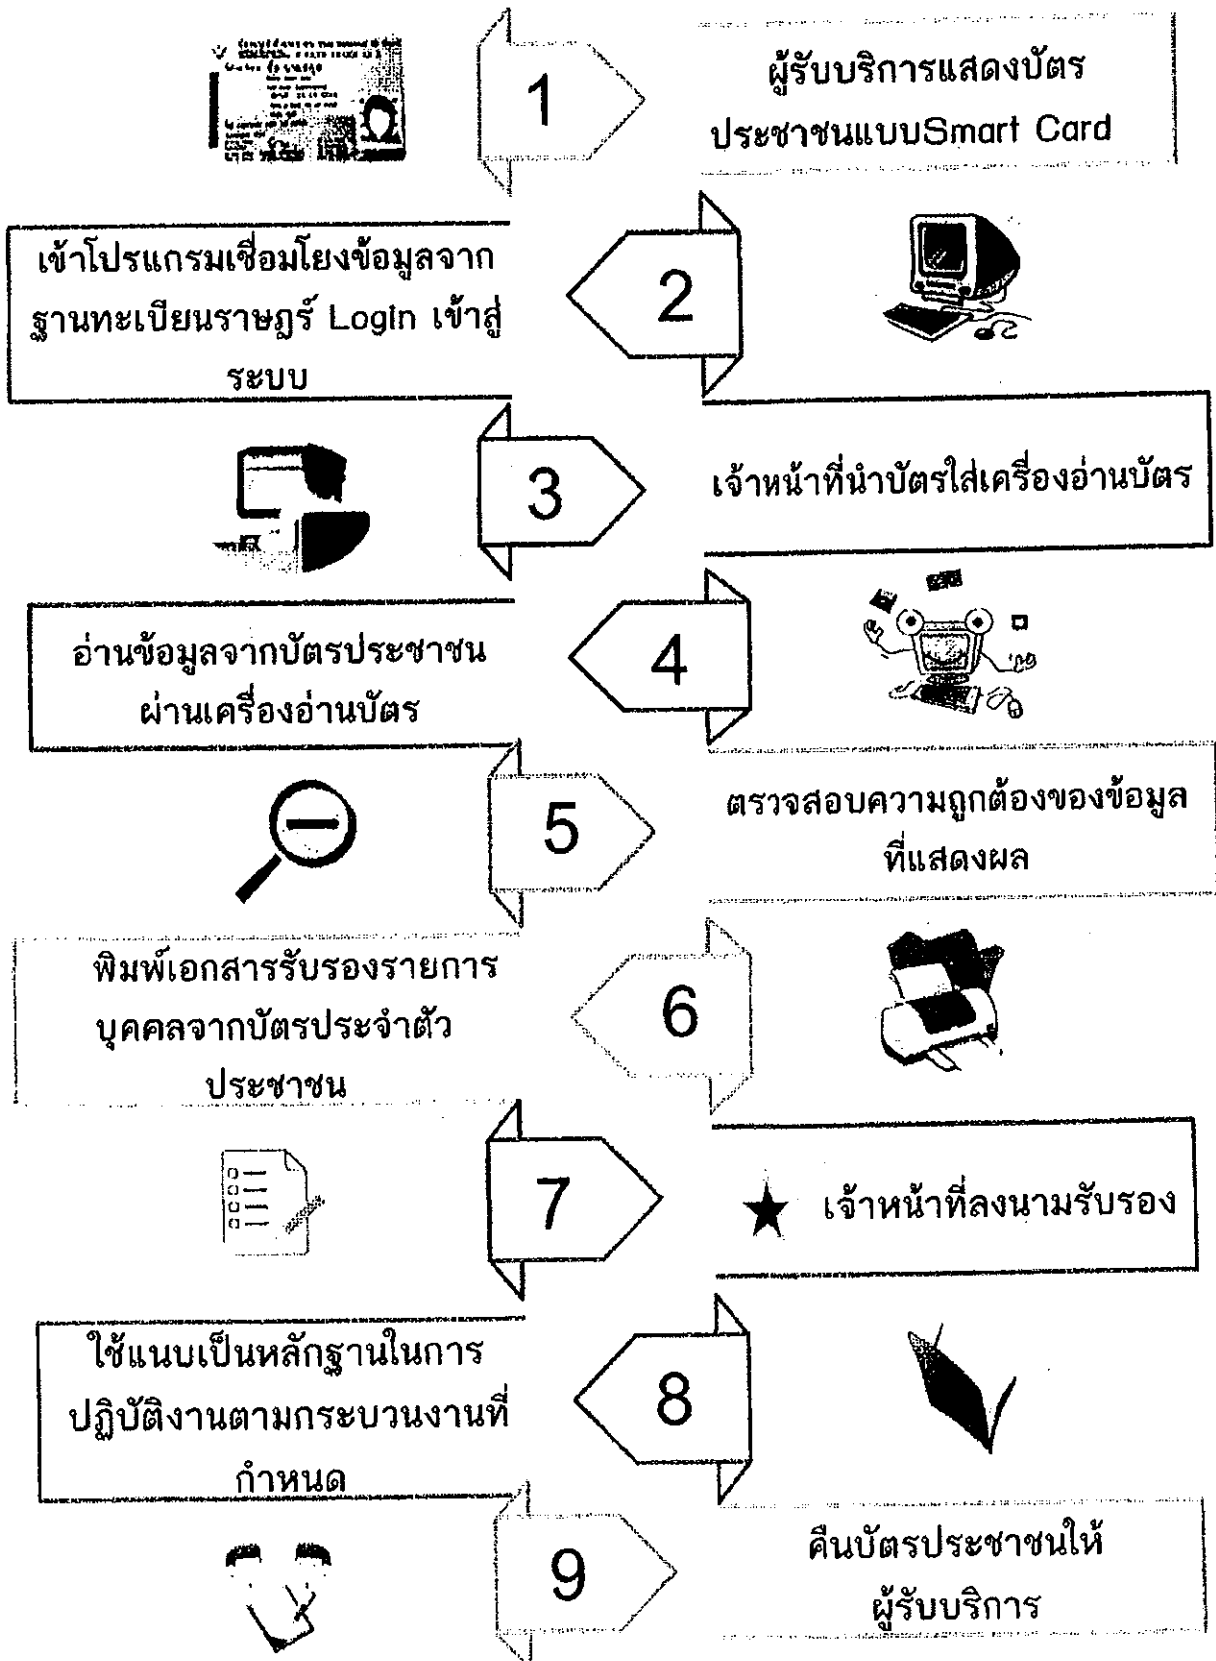 1
ผู้รับบริการแสดงบัตร
ประชาชนแบบSmart Card
เข้าโปรแกรมเชื่อมโยงข้อมูลจาก
ฐานทะเบียนราษฎร์ Login เข้าสู่
ระบบ
2
3
เจ้าหน้าที่นำบัตรใส่เครื่องอ่านบัตร
อ่านข้อมูลจากบัตรประชาชน
ผ่านเครื่องอ่านบัตร
4
5
ตรวจสอบความถูกต้องของข้อมูล
ที่แสดงผล
พิมพ์เอกสารรับรองรายการ
บุคคลจากบัตรประจำตัว
ประชาชน
6
7
เจ้าหน้าที่ลงนามรับรอง
ใช้แนบเป็นหลักฐานในการ
ปฏิบัติงานตามกระบวนงานที่
กำหนด
8
9
คืนบัตรประชาชนให้
ผู้รับบริการ